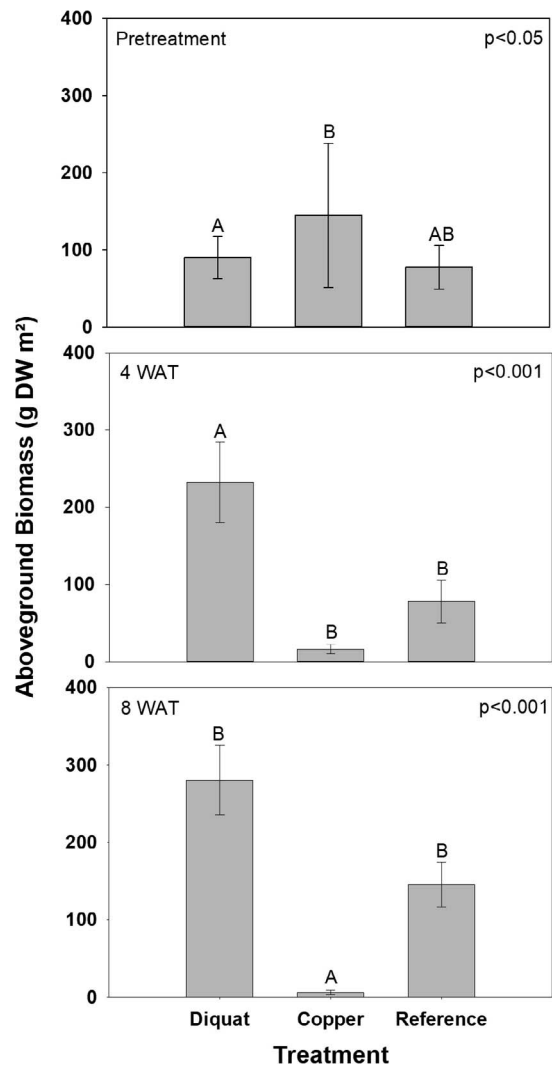 Aboveground Biomass (g DW m²)
Pretreatment
p<0.05
400
300
200
100
0
A
B
AB
4 WAT
p<0.001
400
300
200
100
0
A
B
B
8 WAT
p<0.001
400
300
200
100
0
B
A
B
Diquat
Copper
Reference
Treatment